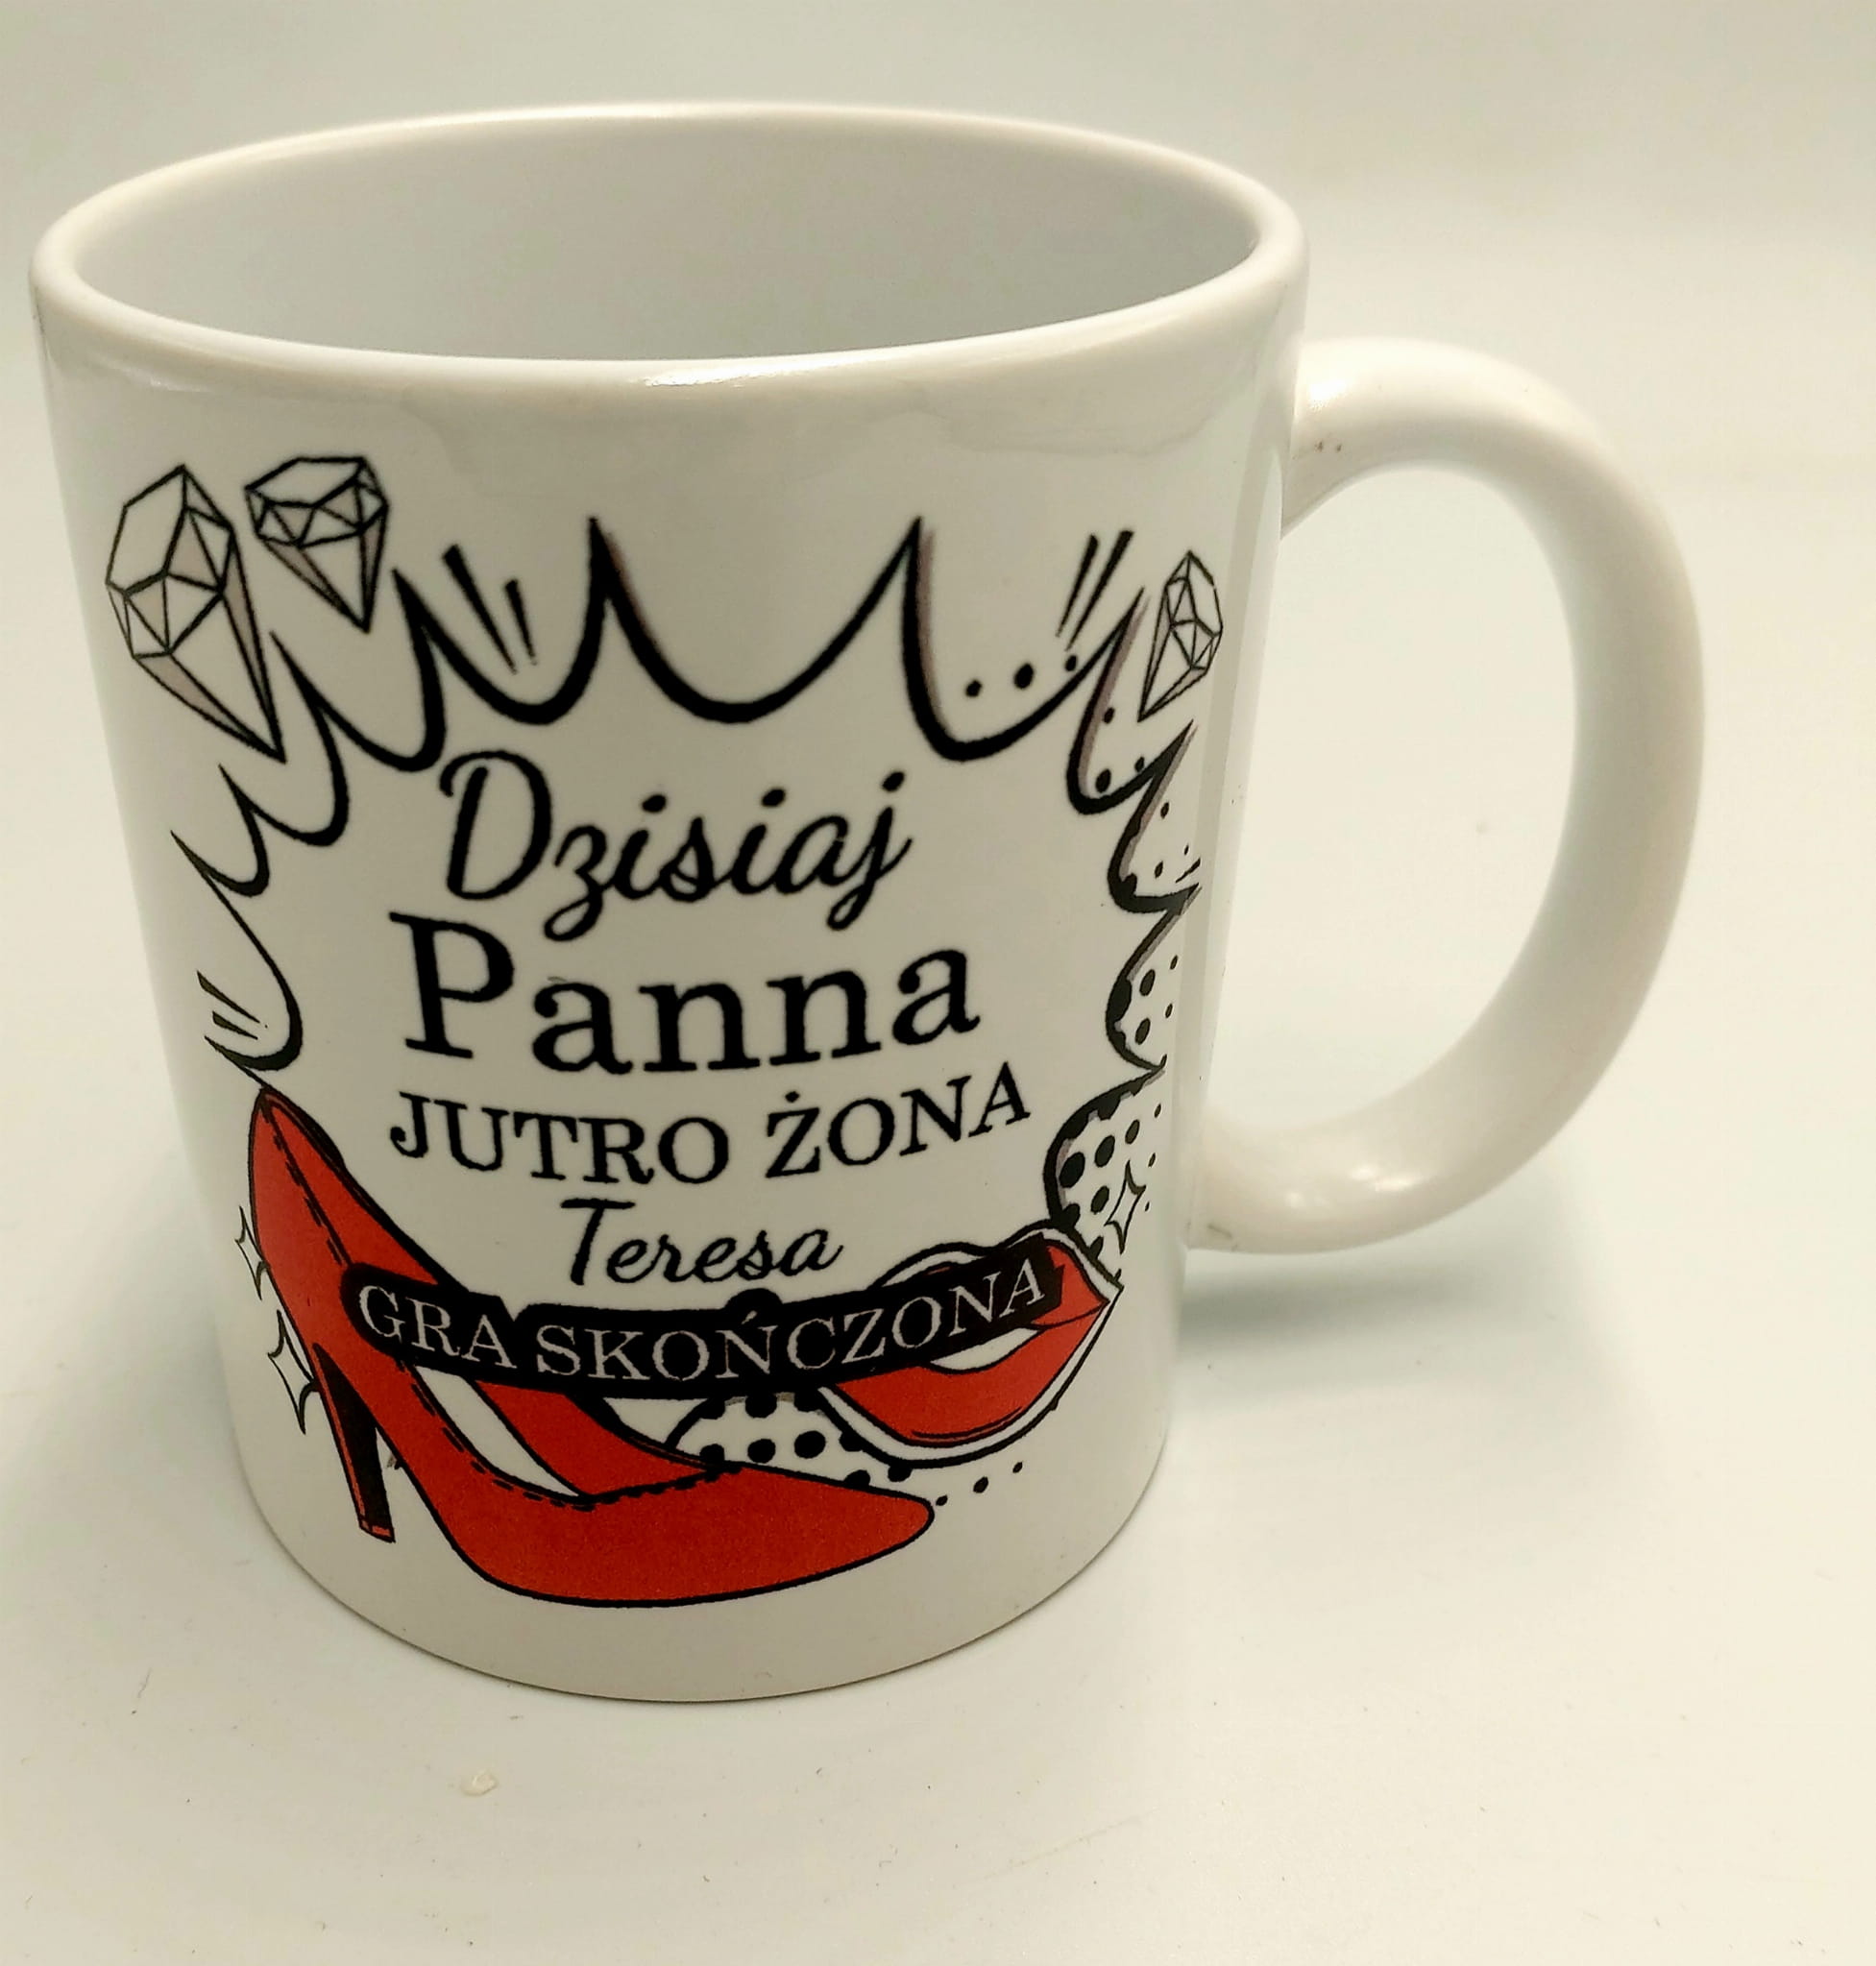 Dzisiaj
Panna
JUTRO ŻONA
Teresa
GRA SKOŃCZONA